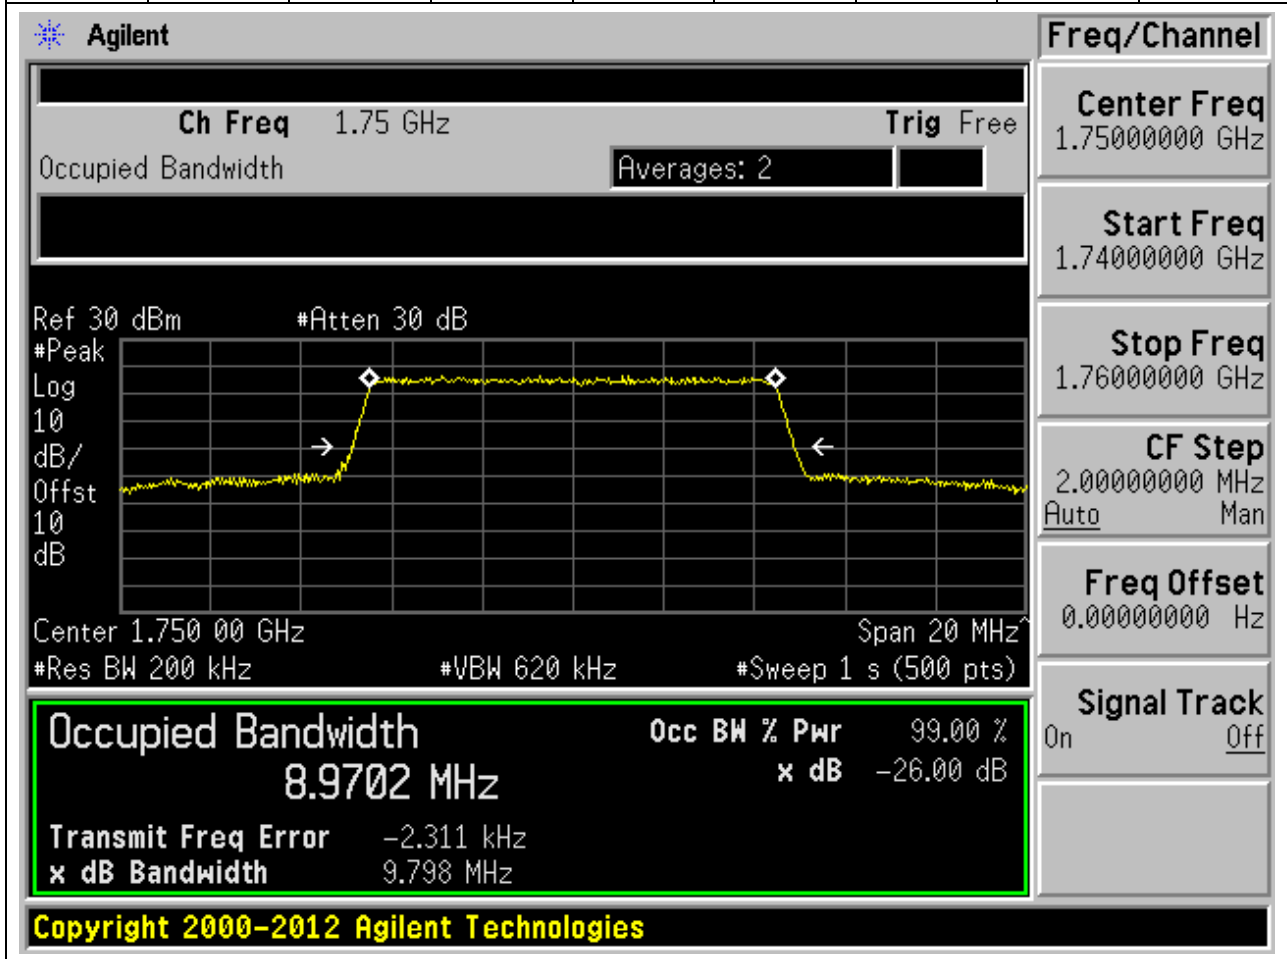 Agilent
Freq/Channel
Ch Freq 1.75 GHz Trig Free
Occupied Bandwidth Averages: 2
Center Freq
1.75000000 GHz
Start Freq
1.74000000 GHz
Stop Freq
1.76000000 GHz
CF Step
2.00000000 MHz
Auto Man
Freq Offset
0.00000000 Hz
Signal Track
On Off
Ref 30 dBm #Atten 30 dB
#Peak
Log
10
dB/
Offst
10
dB
Center 1.750 00 GHz Span 20 MHz^
#Res BW 200 kHz #VBW 620 kHz #Sweep 1 s (500 pts)
Occupied Bandwidth Occ BW % Pwr 99.00 %
8.9702 MHz x dB -26.00 dB
Transmit Freq Error -2.311 kHz
x dB Bandwidth 9.798 MHz
Copyright 2000-2012 Agilent Technologies